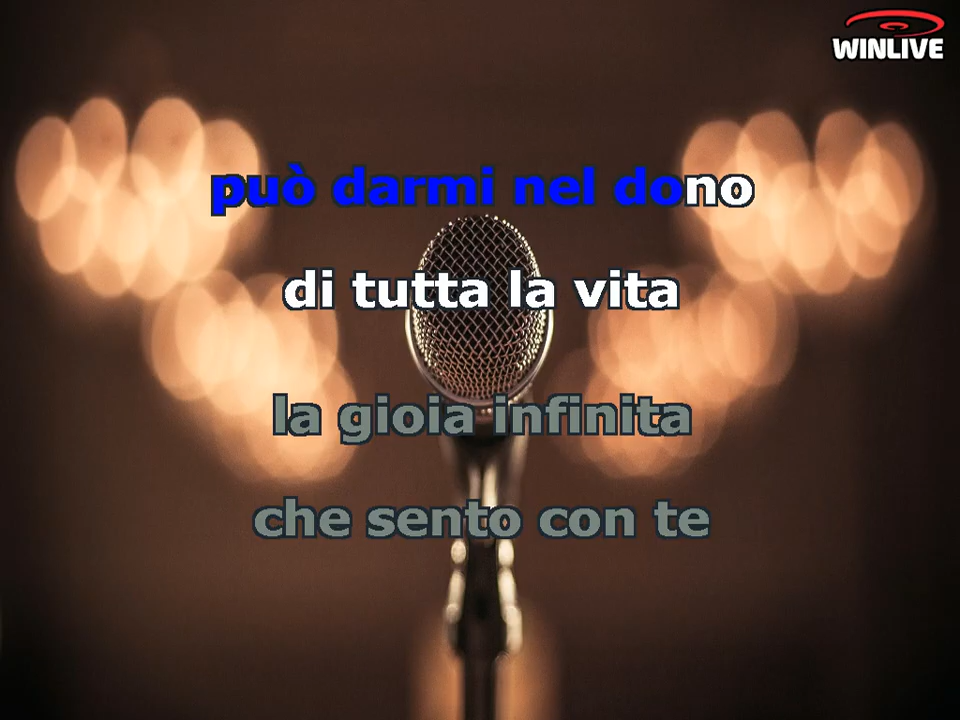 WINLIVE
può darmi nel dono
di tutta la vita
la gioia infinita
che sento con te